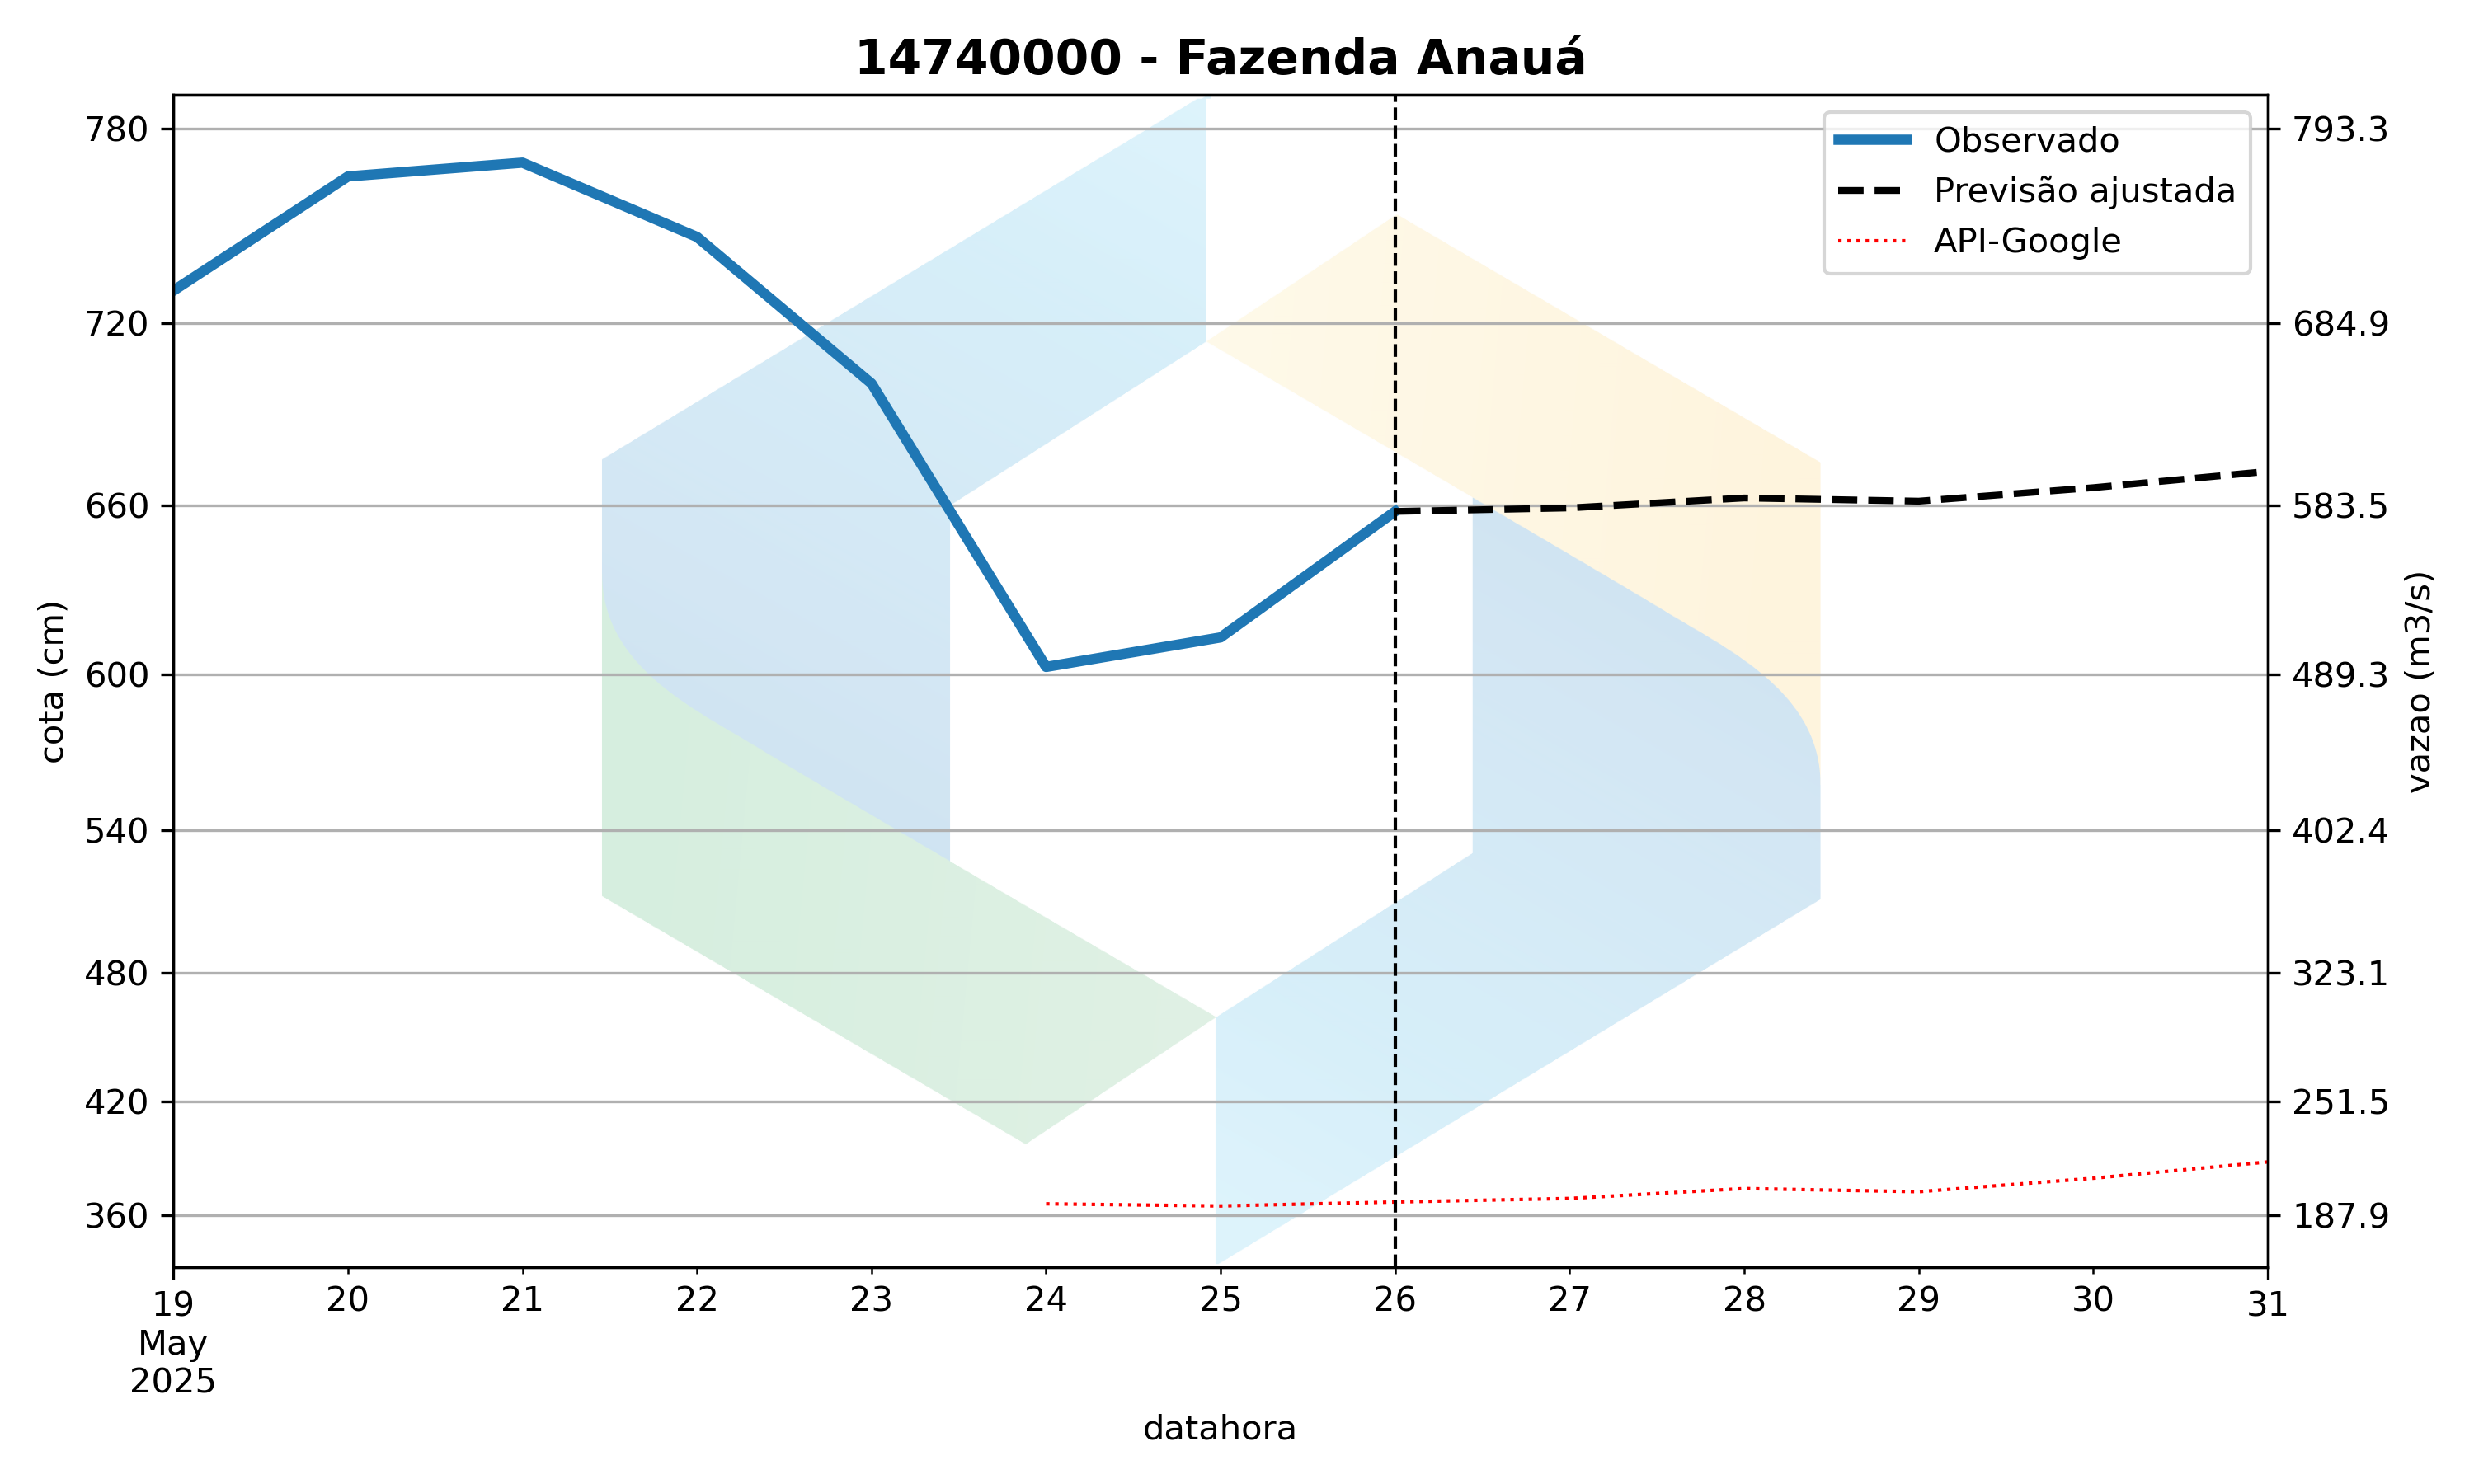 14740000 - Fazenda Anauá
780
720
660
600
540
480
420
360
cota (cm)
793.3
684.9
583.5
489.3
402.4
323.1
251.5
187.9
vazao (m3/s)
Observado
Previsão ajustada
API-Google
19 20 21 22 23 24 25 26 27 28 29 30 31
May
2025
datahora